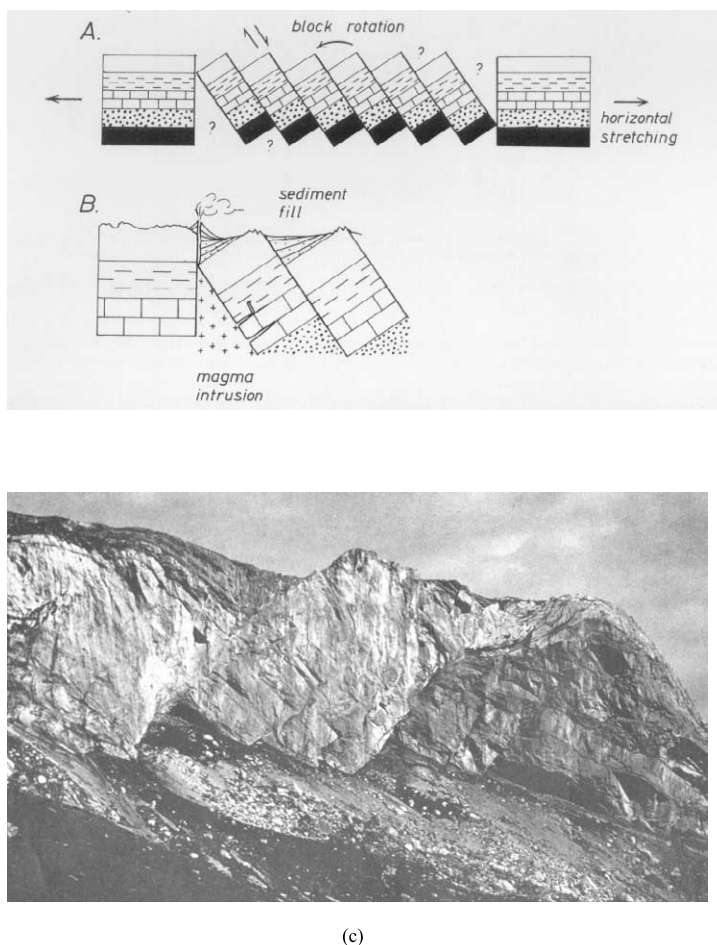 A.
block rotation
?
?
?
?
horizontal
stretching
B.
sediment
fill
magma
intrusion
(c)